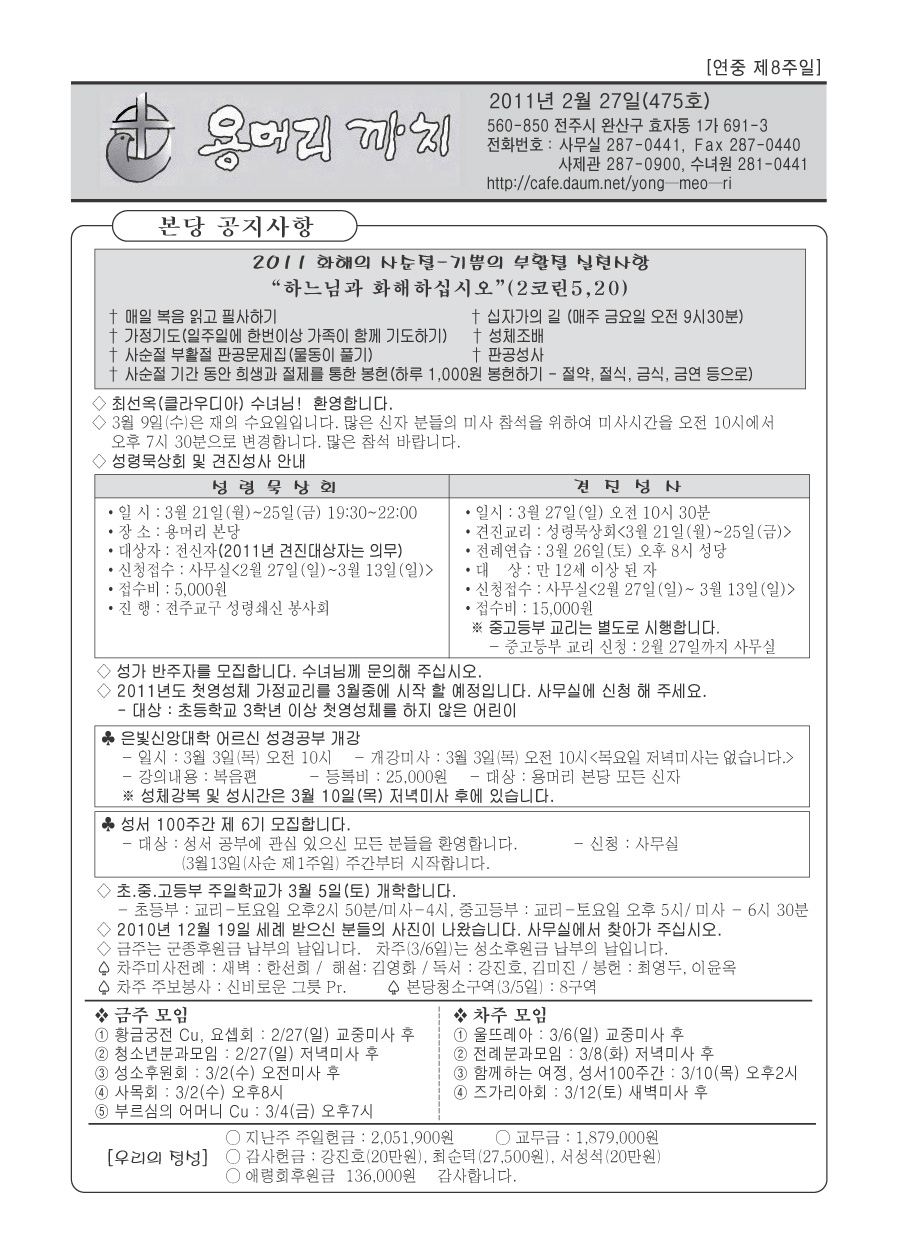 [연중 제8주일]
용머리 까치
2011년 2월 27일(475호)
560-850 전주시 완산구 효자동 1가 691-3
전화번호 : 사무실 287-0441, Fax 287-0440
사제관 287-0900, 수녀원 281-0441
http://cafe.daum.net/yong—meo—ri
본당 공지사항
2011 화해의 사순절-기쁨의 부활절 실천사항
“하느님과 화해하십시오”(2코린5,20)
† 매일 복음 읽고 필사하기 † 십자가의 길 (매주 금요일 오전 9시30분)
† 가정기도(일주일에 한번이상 가족이 함께 기도하기) † 성체조배
† 사순절 부활절 판공문제집(물동이 풀기) † 판공성사
† 사순절 기간 동안 희생과 절제를 통한 봉헌(하루 1,000원 봉헌하기 - 절약, 절식, 금식, 금연 등으로)
◇ 최선옥(클라우디아) 수녀님! 환영합니다.
◇ 3월 9일(수)은 재의 수요일입니다. 많은 신자 분들의 미사 참석을 위하여 미사시간을 오전 10시에서
오후 7시 30분으로 변경합니다. 많은 참석 바랍니다.
◇ 성령묵상회 및 견진성사 안내
성 령 묵 상 회
• 일 시 : 3월 21일(월)~25일(금) 19:30~22:00
• 장 소 : 용머리 본당
• 대상자 : 전신자(2011년 견진대상자는 의무)
• 신청접수 : 사무실<2월 27일(일)~3월 13일(일)>
• 접수비 : 5,000원
• 진 행 : 전주교구 성령쇄신 봉사회
견 진 성 사
• 일시 : 3월 27일(일) 오전 10시 30분
• 견진교리 : 성령묵상회<3월 21일(월)~25일(금)>
• 전례연습 : 3월 26일(토) 오후 8시 성당
• 대 상 : 만 12세 이상 된 자
• 신청접수 : 사무실<2월 27일(일)~ 3월 13일(일)>
• 접수비 : 15,000원
※ 중고등부 교리는 별도로 시행합니다.
- 중고등부 교리 신청 : 2월 27일까지 사무실
◇ 성가 반주자를 모집합니다. 수녀님께 문의해 주십시오.
◇ 2011년도 첫영성체 가정교리를 3월중에 시작 할 예정입니다. 사무실에 신청 해 주세요.
- 대상 : 초등학교 3학년 이상 첫영성체를 하지 않은 어린이
♣ 은빛신앙대학 어르신 성경공부 개강
- 일시 : 3월 3일(목) 오전 10시 - 개강미사 : 3월 3일(목) 오전 10시<목요일 저녁미사는 없습니다.>
- 강의내용 : 복음편 - 등록비 : 25,000원 - 대상 : 용머리 본당 모든 신자
※ 성체강복 및 성시간은 3월 10일(목) 저녁미사 후에 있습니다.
♣ 성서 100주간 제 6기 모집합니다.
- 대상 : 성서 공부에 관심 있으신 모든 분들을 환영합니다. - 신청 : 사무실
(3월13일(사순 제1주일) 주간부터 시작합니다.
◇ 초.중.고등부 주일학교가 3월 5일(토) 개학합니다.
- 초등부 : 교리-토요일 오후2시 50분/미사-4시, 중고등부 : 교리-토요일 오후 5시/ 미사 - 6시 30분
◇ 2010년 12월 19일 세례 받으신 분들의 사진이 나왔습니다. 사무실에서 찾아가 주십시오.
◇ 금주는 군종후원금 납부의 날입니다. 차주(3/6일)는 성소후원금 납부의 날입니다.
♤ 차주미사전례 : 새벽 : 한선희 / 해설: 김영화 / 독서 : 강진호, 김미진 / 봉헌 : 최영두, 이윤옥
♤ 차주 주보봉사 : 신비로운 그릇 Pr. ♤ 본당청소구역(3/5일) : 8구역
❖ 금주 모임
① 황금궁전 Cu, 요셉회 : 2/27(일) 교중미사 후
② 청소년분과모임 : 2/27(일) 저녁미사 후
③ 성소후원회 : 3/2(수) 오전미사 후
④ 사목회 : 3/2(수) 오후8시
⑤ 부르심의 어머니 Cu : 3/4(금) 오후7시
❖ 차주 모임
① 울뜨레아 : 3/6(일) 교중미사 후
② 전례분과모임 : 3/8(화) 저녁미사 후
③ 함께하는 여정, 성서100주간 : 3/10(목) 오후2시
④ 즈가리아회 : 3/12(토) 새벽미사 후
[우리의 정성]
○ 지난주 주일헌금 : 2,051,900원 ○ 교무금 : 1,879,000원
○ 감사헌금 : 강진호(20만원), 최순덕(27,500원), 서성석(20만원)
○ 애령회후원금 136,000원 감사합니다.